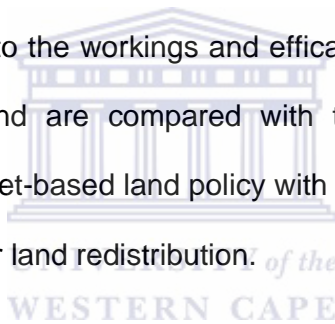 to the workings and effica
nd are compared with t
et-based land policy with
r land redistribution.
UNIVERSITY of the
WESTERN CAPE